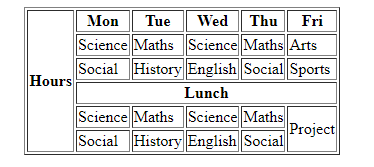 Mon Tue Wed Thu Fri
Science Maths Science Maths Arts
Social History English Social Sports
Hours
Lunch
Science Maths Science Maths Project
Social History English Social